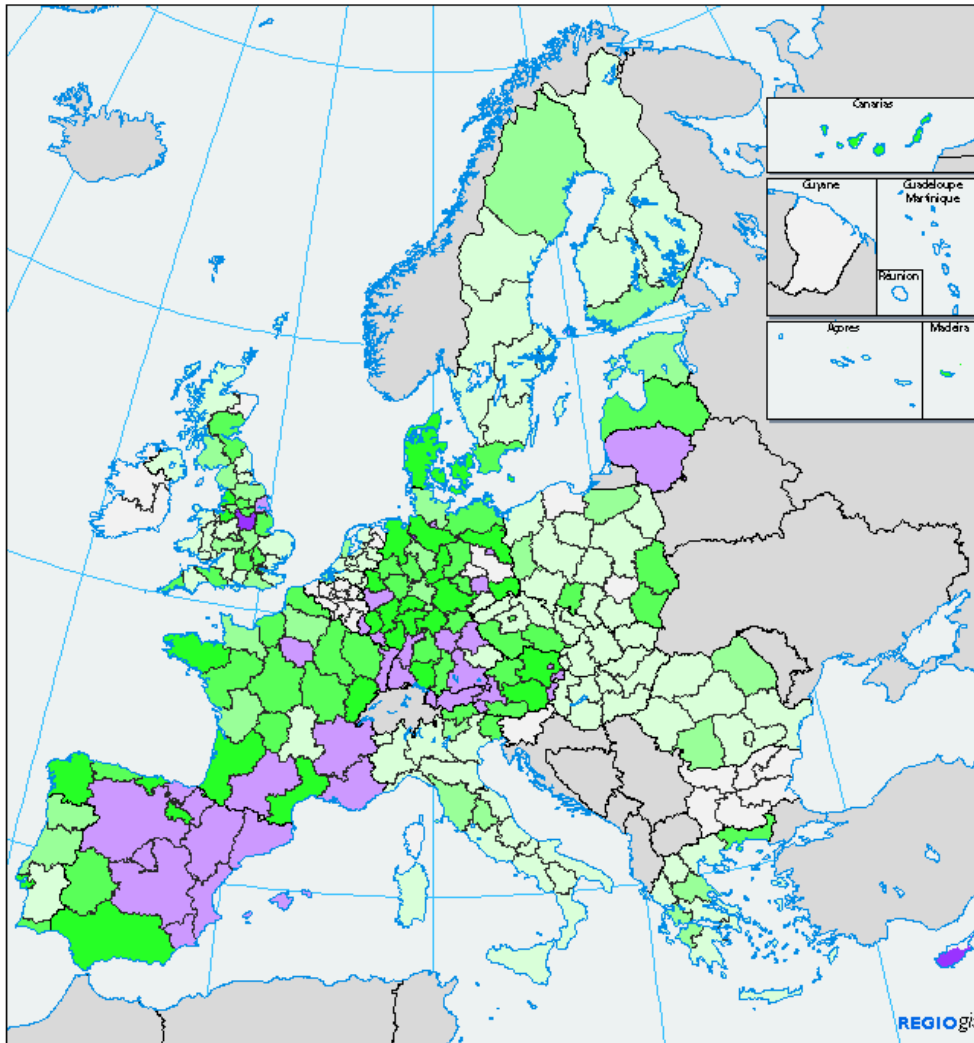 Canarias
Guyane
Guadeloupe
Martinique
Réunion
Açores
Madeira
REGIOgis